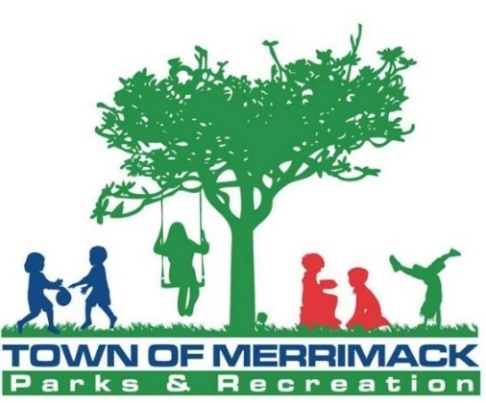 TOWN OF MERRIMACK
Parks & Recreation